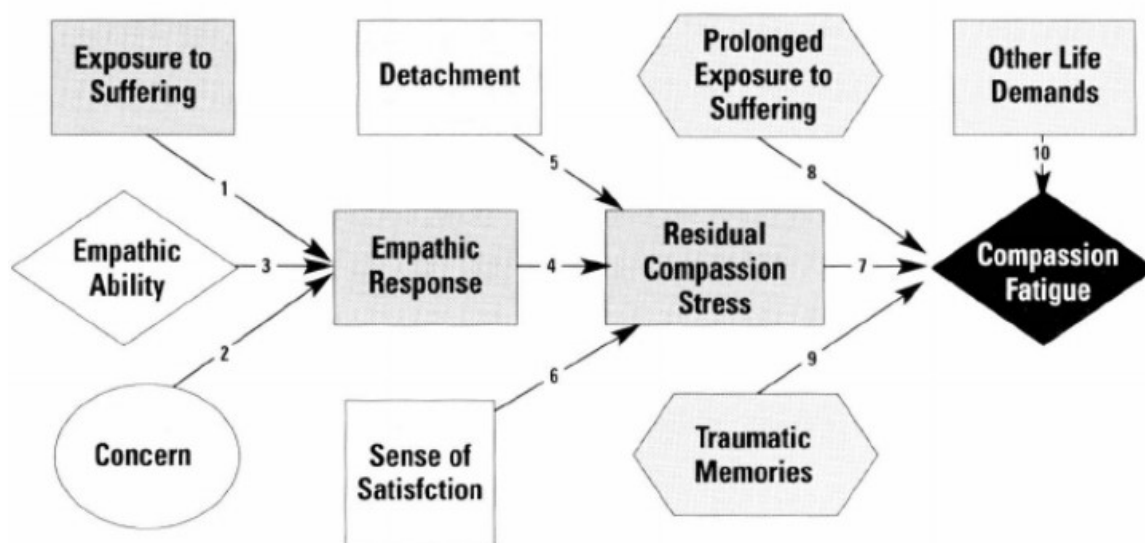 Exposure to
Suffering
Detachment
Prolonged
Exposure to
Suffering
Other Life
Demands
1
5
8
10
Empathic
Ability
3
Empathic
Response
4
Residual
Compassion
Stress
7
Compassion
Fatigue
2
6
9
Concern
Sense of
Satisfction
Traumatic
Memories